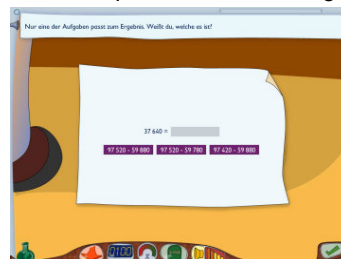 Nur eine der Aufgaben passt zum Ergebnis. Weißt du, welche es ist?
37 640 =
97 520 - 59 880 97 520 - 59 780 97 420 - 59 880
0100